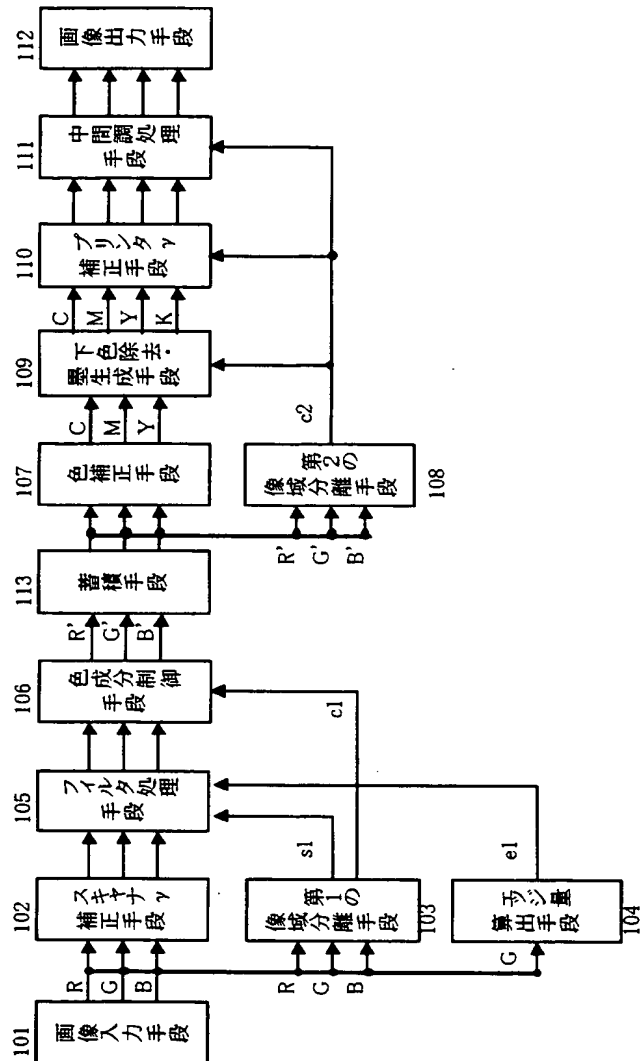 101
画像入力手段
R
G
B
102
スキャナγ
補正手段
R
G
B
第1の
像域分離手段
103
G
エッジ量
算出手段
104
s1
c1
e1
105
フィルタ処理
手段
106
色成分制御
手段
R'
G'
B'
113
蓄積手段
R'
G'
B'
107
色補正手段
第2の
像域分離手段
108
C
M
Y
c2
109
下色除去・
墨生成手段
C
M
Y
K
110
プリンタγ
補正手段
111
中間調処理
手段
112
画像出力手段